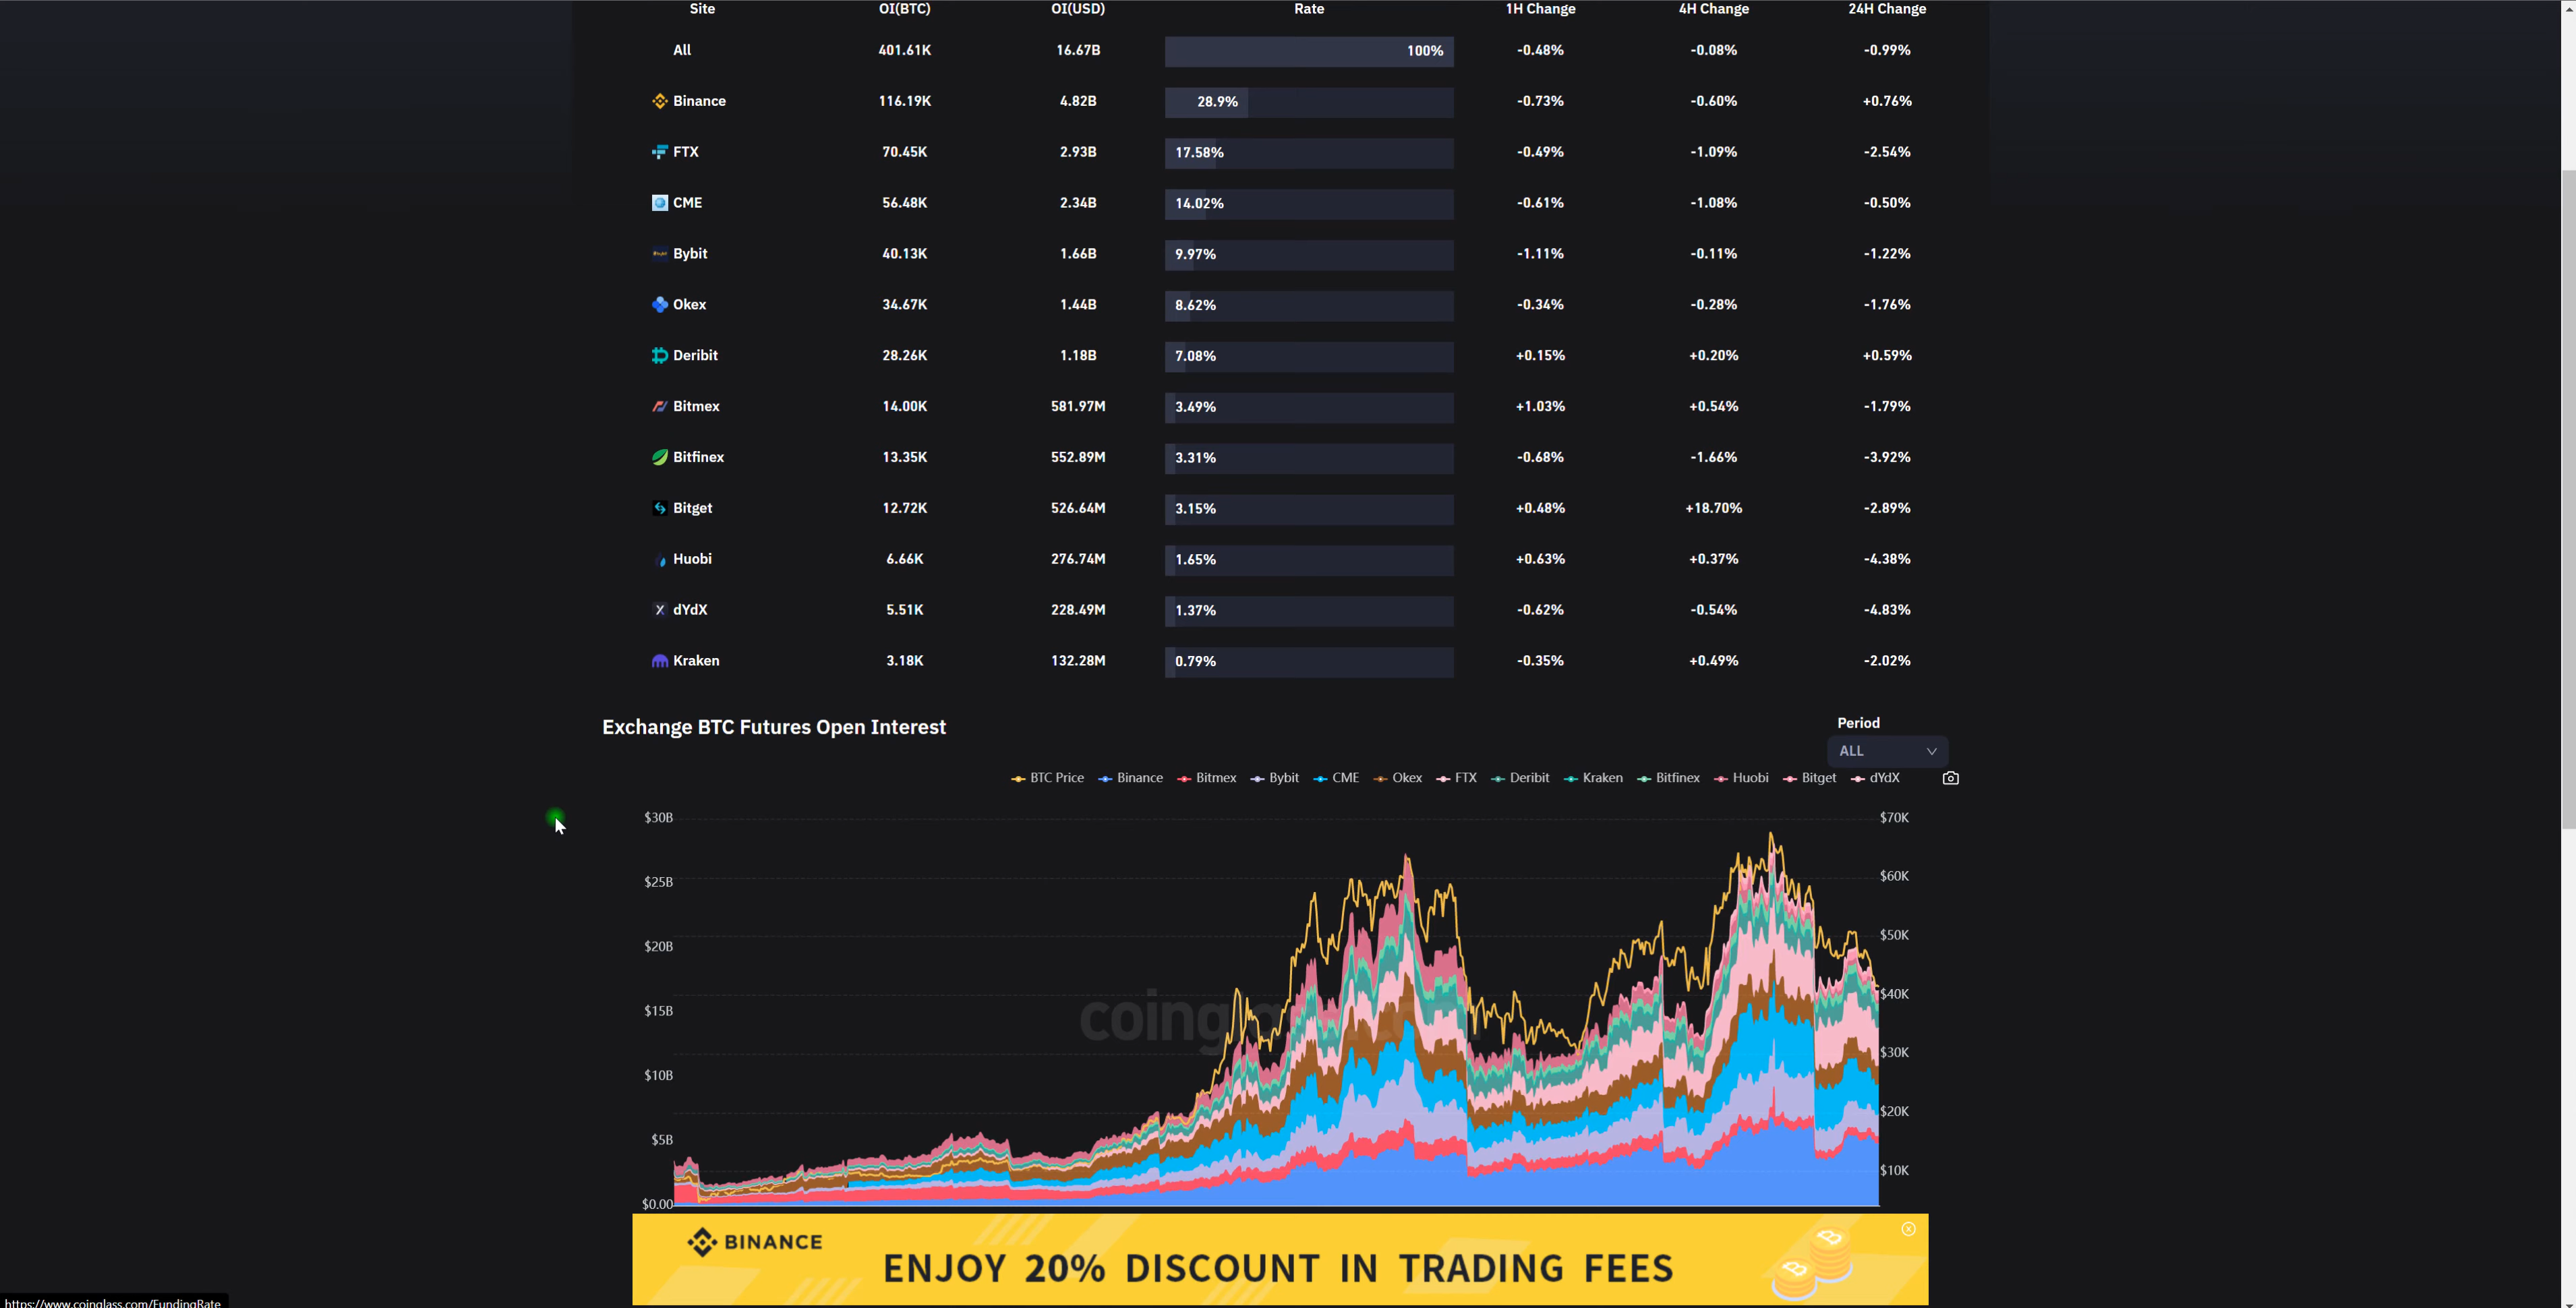 Site OI(BTC) OI(USD) Rate 1H Change 4H Change 24H Change
All 401.61K 16.67B 100% -0.48% -0.08% -0.99%
Binance 116.19K 4.82B 28.9% -0.73% -0.60% +0.76%
FTX 70.45K 2.93B 17.58% -0.49% -1.09% -2.54%
CME 56.48K 2.34B 14.02% -0.61% -1.08% -0.50%
Bybit 40.13K 1.66B 9.97% -1.11% -0.11% -1.22%
Okex 34.67K 1.44B 8.62% -0.34% -0.28% -1.76%
Deribit 28.26K 1.18B 7.08% +0.15% +0.20% +0.59%
Bitmex 14.00K 581.97M 3.49% +1.03% +0.54% -1.79%
Bitfinex 13.35K 552.89M 3.31% -0.68% -1.66% -3.92%
Bitget 12.72K 526.64M 3.15% +0.48% +18.70% -2.89%
Huobi 6.66K 276.74M 1.65% +0.63% +0.37% -4.38%
dYdX 5.51K 228.49M 1.37% -0.62% -0.54% -4.83%
Kraken 3.18K 132.28M 0.79% -0.35% +0.49% -2.02%
Exchange BTC Futures Open Interest
Period
ALL
BTC Price Binance Bitmex Bybit CME Okex FTX Deribit Kraken Bitfinex Huobi Bitget dYdX
$30B $70K
$25B $60K
$20B $50K
$15B $40K
$10B $30K
$5B $20K
$0.00 $10K
BINANCE
ENJOY 20% DISCOUNT IN TRADING FEES
https://www.coinglass.com/FundingRate